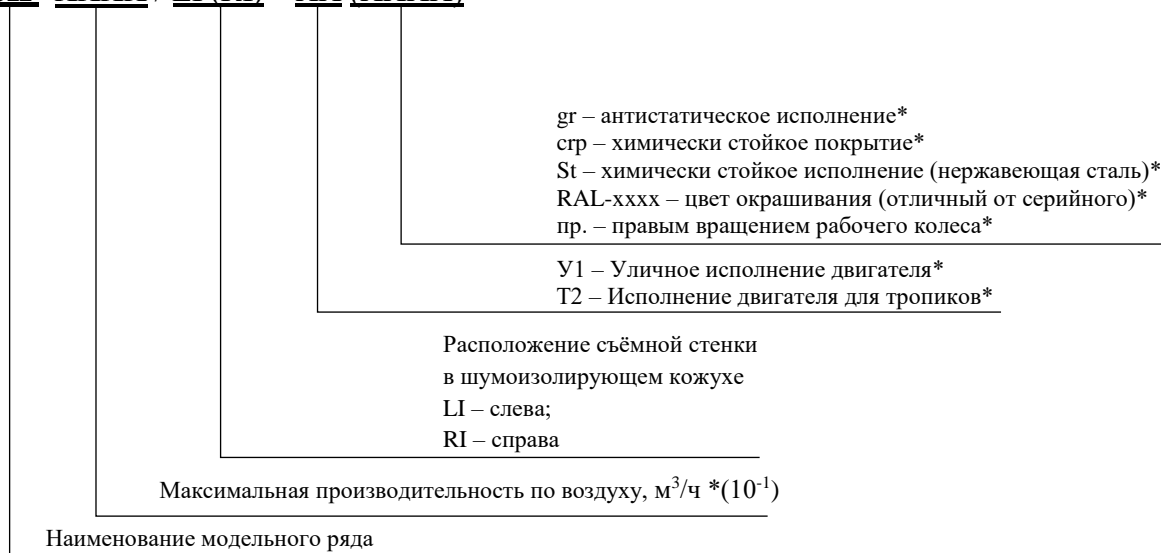 gr – антистатическое исполнение*
crp – химически стойкое покрытие*
St – химически стойкое исполнение (нержавеющая сталь)*
RAL-xxxx – цвет окрашивания (отличный от серийного)*
пр. – правым вращением рабочего колеса*
У1 – Уличное исполнение двигателя*
Т2 – Исполнение двигателя для тропиков*
Расположение съёмной стенки
в шумоизолирующем кожухе
LI – слева;
RI – справа
Максимальная производительность по воздуху, м³/ч *(10⁻¹)
Наименование модельного ряда